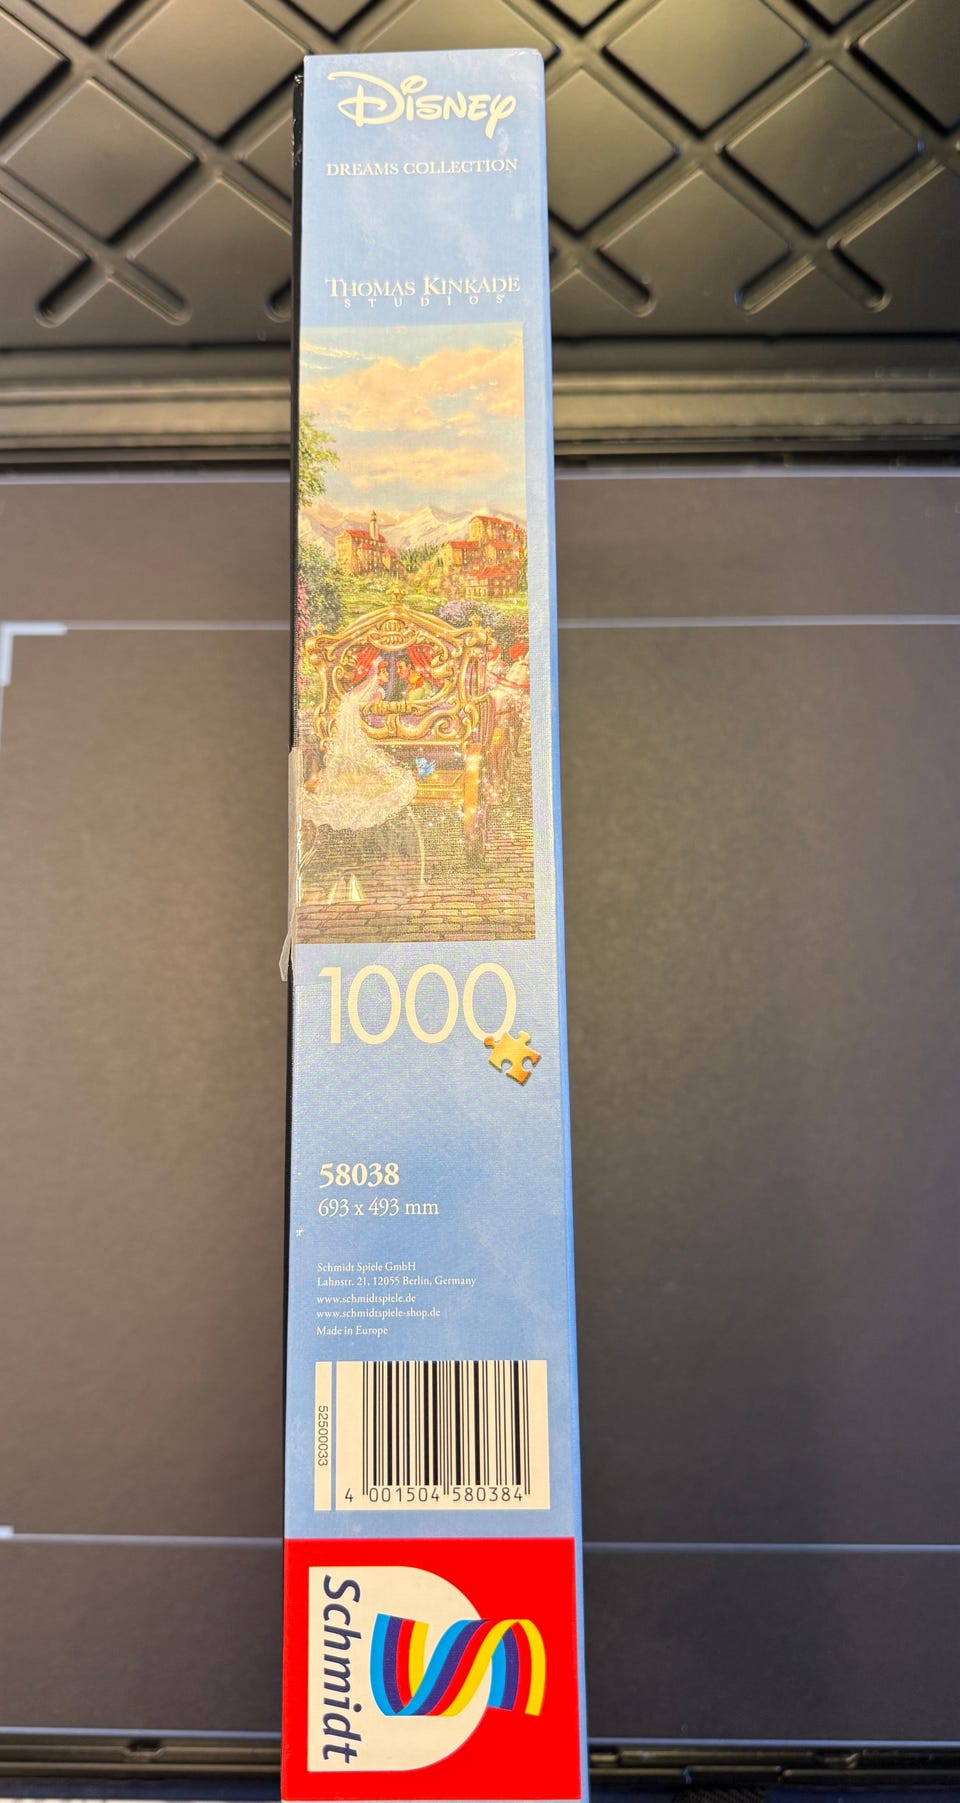 Disney
DREAMS COLLECTION
THOMAS KINKADE
STUDIOS
1000
58038
693 x 493 mm
Schmidt Spiele GmbH
Lahnstr. 21, 12055 Berlin, Germany
www.schmidtspiele.de
www.schmidtspiele-shop.de
Made in Europe
52500033
4 001504 580384
Schmidt